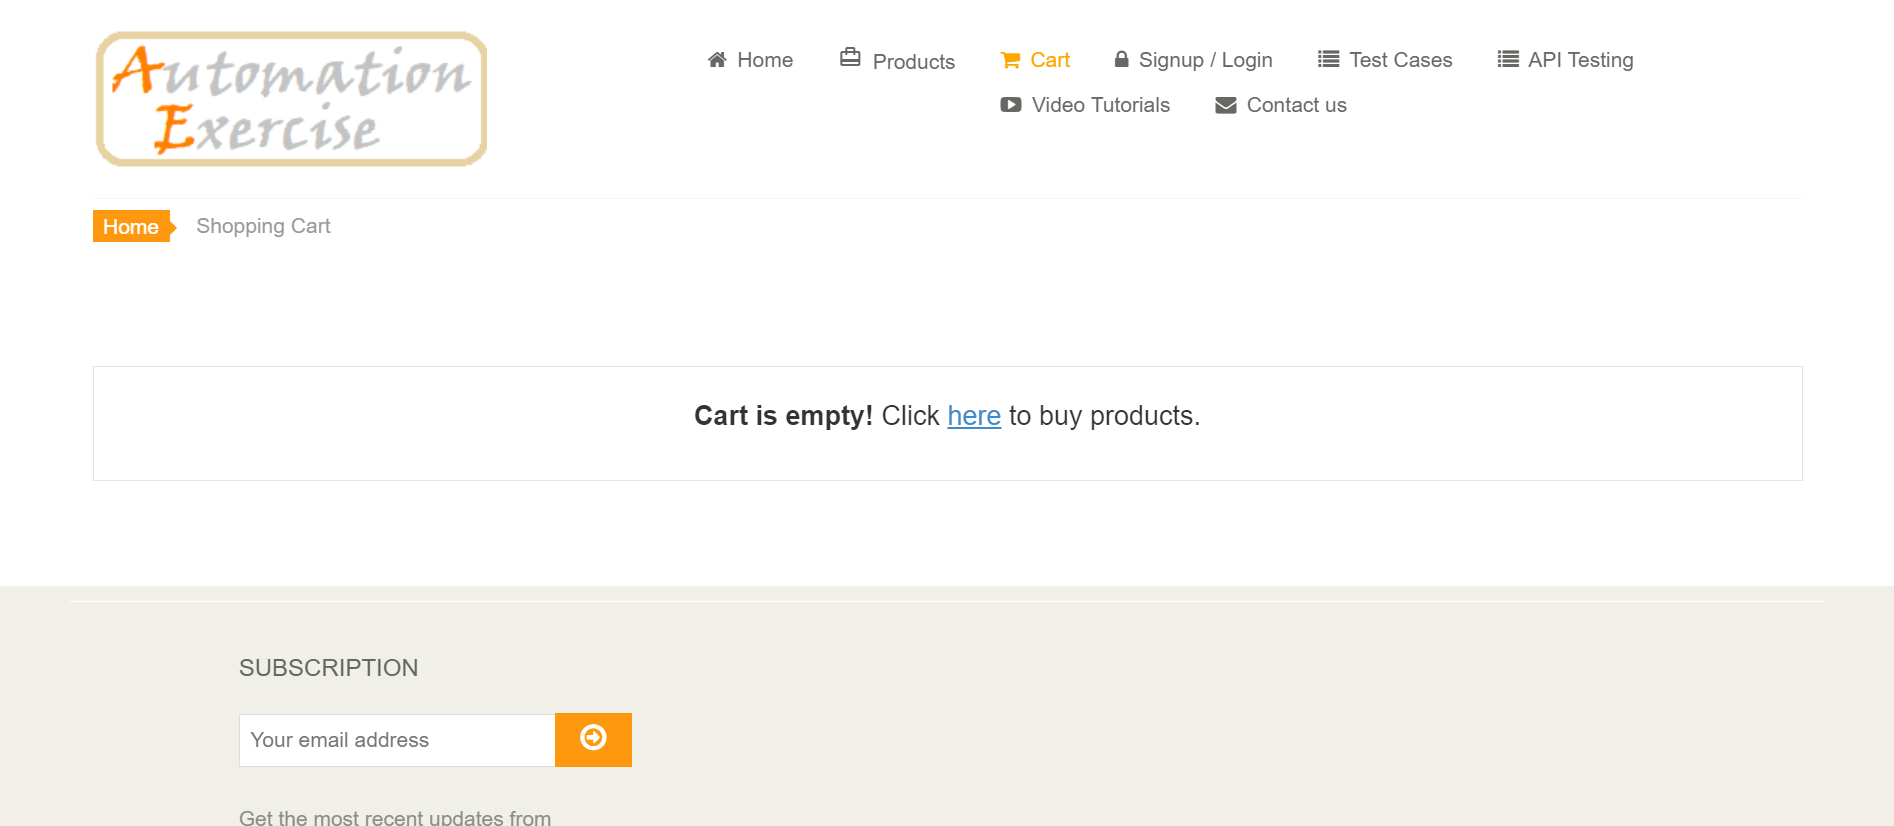 Automation
Exercise
Home Products Cart Signup / Login Test Cases API Testing
Video Tutorials Contact us
Home Shopping Cart
Cart is empty! Click here to buy products.
SUBSCRIPTION
Your email address
Get the most recent updates from